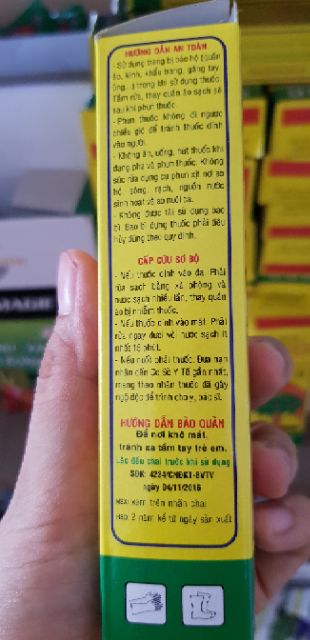 HƯỚNG DẪN AN TOÀN
- Sử dụng trang bị bảo hộ (quần
áo, kính, khẩu trang, găng tay,
ủng...) trong khi sử dụng thuốc.
Tắm rửa, thay quần áo sạch sẽ
sau khi phun thuốc.
- Phun thuốc không đi ngược
chiều gió để tránh thuốc dính
vào người.
- Không ăn, uống, hút thuốc khi
đang pha và phun thuốc. Không
súc rửa dụng cụ phun xịt nơi ao
hồ, sông, rạch, nguồn nước
sinh hoạt và ao nuôi cá.
- Không được tái sử dụng bao
bì. Bao bì đựng thuốc phải tiêu
hủy đúng theo quy định.
CẤP CỨU SƠ BỘ
- Nếu thuốc dính vào da. Phải
rửa sạch bằng xà phòng và
nước sạch nhiều lần, thay quần
áo bị nhiễm thuốc.
- Nếu thuốc dính vào mắt. Phải
rửa ngay dưới vòi nước sạch ít
nhất 15 phút.
- Nếu nuốt phải thuốc. Đưa nạn
nhân đến Cơ Sở Y Tế gần nhất,
mang theo nhãn thuốc đã gây
ngộ độc để trình cho y, bác sĩ.
HƯỚNG DẪN BẢO QUẢN
Để nơi khô mát,
tránh xa tầm tay trẻ em.
Lắc đều chai trước khi sử dụng
SĐK: 4234/CNĐKT-BVTV
ngày 04/11/2016
NSX: xem trên nhãn chai
HSD: 2 năm kể từ ngày sản xuất
MAGIE